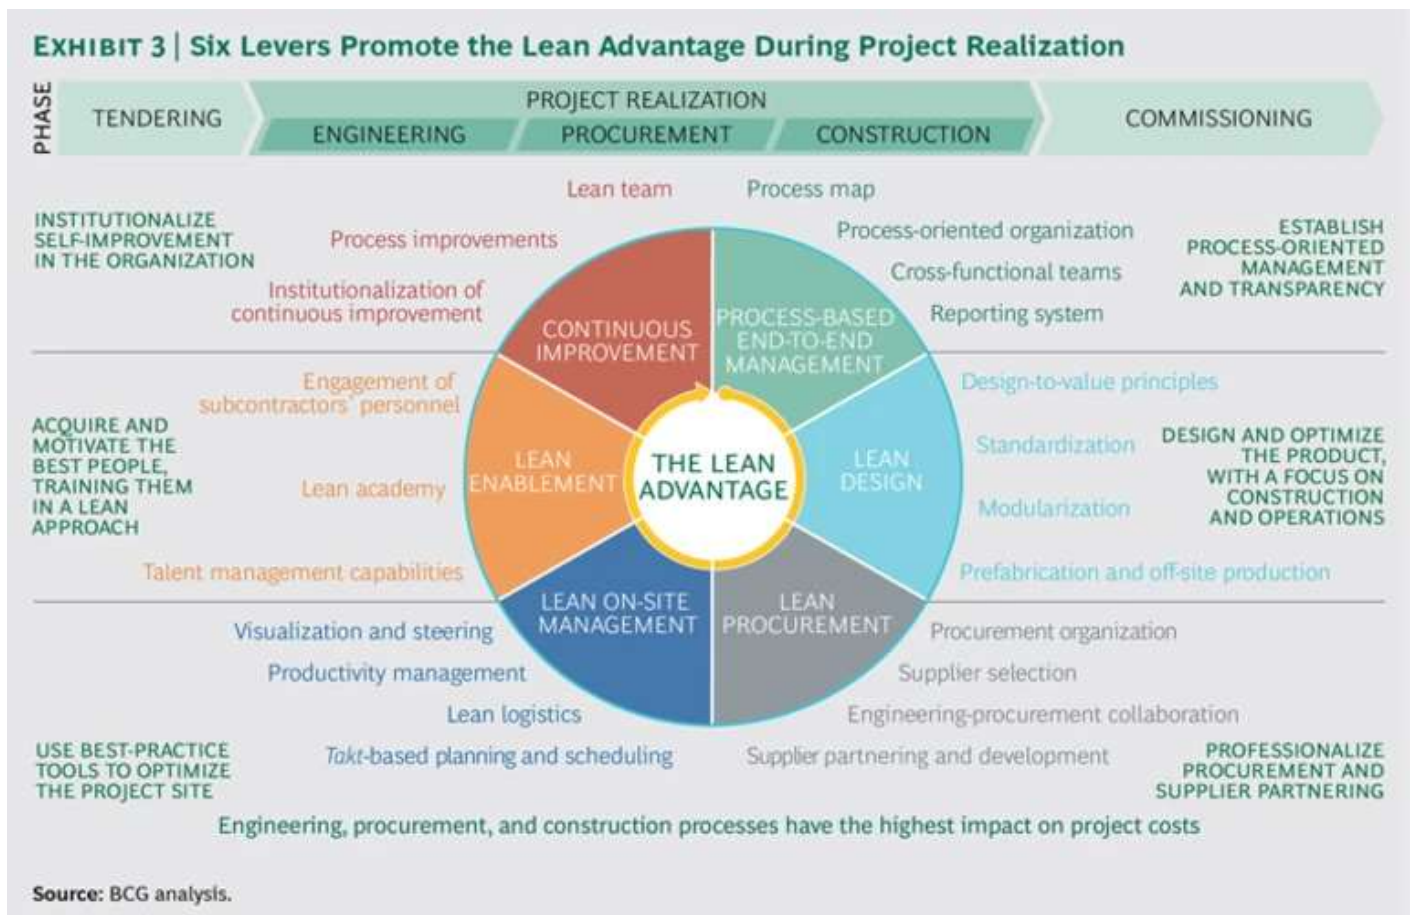 EXHIBIT 3 | Six Levers Promote the Lean Advantage During Project Realization
PHASE
TENDERING
PROJECT REALIZATION
ENGINEERING
PROCUREMENT
CONSTRUCTION
COMMISSIONING
INSTITUTIONALIZE
SELF-IMPROVEMENT
IN THE ORGANIZATION
Lean team
Process improvements
Institutionalization of
continuous improvement
CONTINUOUS
IMPROVEMENT
Process map
Process-oriented organization
Cross-functional teams
Reporting system
PROCESS-BASED
END-TO-END
MANAGEMENT
ESTABLISH
PROCESS-ORIENTED
MANAGEMENT
AND TRANSPARENCY
ACQUIRE AND
MOTIVATE THE
BEST PEOPLE,
TRAINING THEM
IN A LEAN
APPROACH
Engagement of
subcontractors' personnel
Lean academy
Talent management capabilities
LEAN
ENABLEMENT
THE LEAN
ADVANTAGE
LEAN
DESIGN
Design-to-value principles
Standardization
Modularization
Prefabrication and off-site production
DESIGN AND OPTIMIZE
THE PRODUCT,
WITH A FOCUS ON
CONSTRUCTION
AND OPERATIONS
LEAN ON-SITE
MANAGEMENT
Visualization and steering
Productivity management
Lean logistics
Takt-based planning and scheduling
USE BEST-PRACTICE
TOOLS TO OPTIMIZE
THE PROJECT SITE
LEAN
PROCUREMENT
Procurement organization
Supplier selection
Engineering-procurement collaboration
Supplier partnering and development
PROFESSIONALIZE
PROCUREMENT AND
SUPPLIER PARTNERING
Engineering, procurement, and construction processes have the highest impact on project costs
Source: BCG analysis.